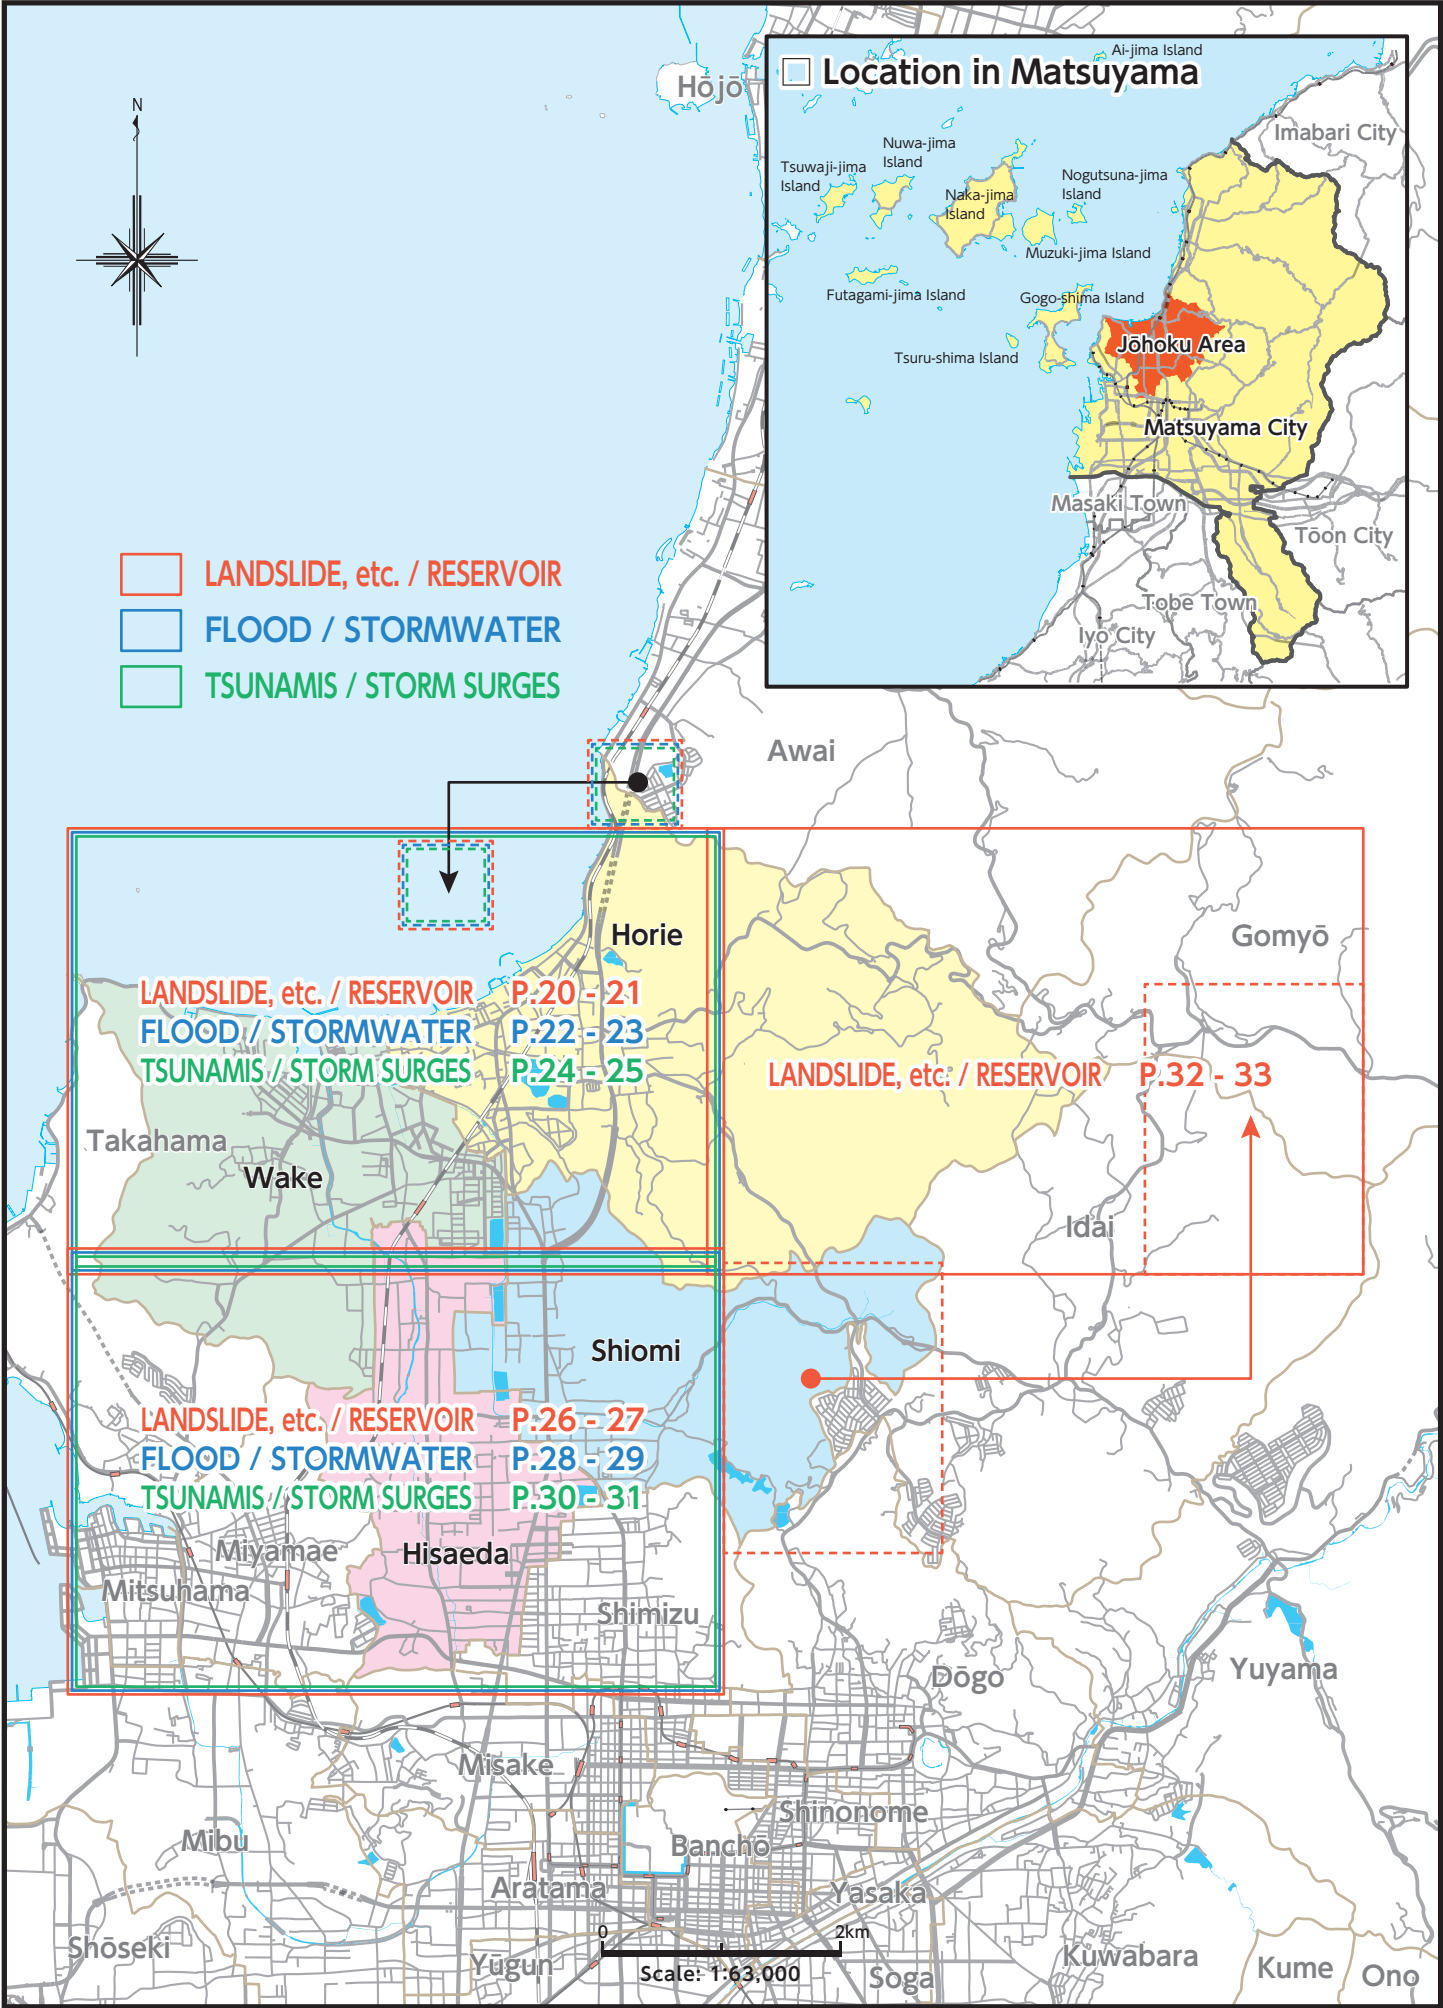 Hōjō
N
Location in Matsuyama
Ai-jima Island
Imabari City
Nuwa-jima
Island
Tsuwaji-jima
Island
Naka-jima
Island
Nogutsuna-jima
Island
Muzuki-jima Island
Futagami-jima Island
Gogo-shima Island
Tsuru-shima Island
Jōhoku Area
Matsuyama City
Masaki Town
Tōon City
Tobe Town
Iyo City
LANDSLIDE, etc. / RESERVOIR
FLOOD / STORMWATER
TSUNAMIS / STORM SURGES
Awai
Horie
Gomyō
LANDSLIDE, etc. / RESERVOIR P.20 - 21
FLOOD / STORMWATER P.22 - 23
TSUNAMIS / STORM SURGES P.24 - 25
LANDSLIDE, etc. / RESERVOIR P.32 - 33
Takahama
Wake
Idai
Shiomi
LANDSLIDE, etc. / RESERVOIR P.26 - 27
FLOOD / STORMWATER P.28 - 29
TSUNAMIS / STORM SURGES P.30 - 31
Miyamae
Hisaeda
Mitsuhama
Shimizu
Dōgo
Yuyama
Misake
Shinonome
Mibu
Banchō
Aratama
Yasaka
0 2km
Scale: 1:63,000
Shōseki
Yūgun
Soga
Kuwabara
Kume
Ono